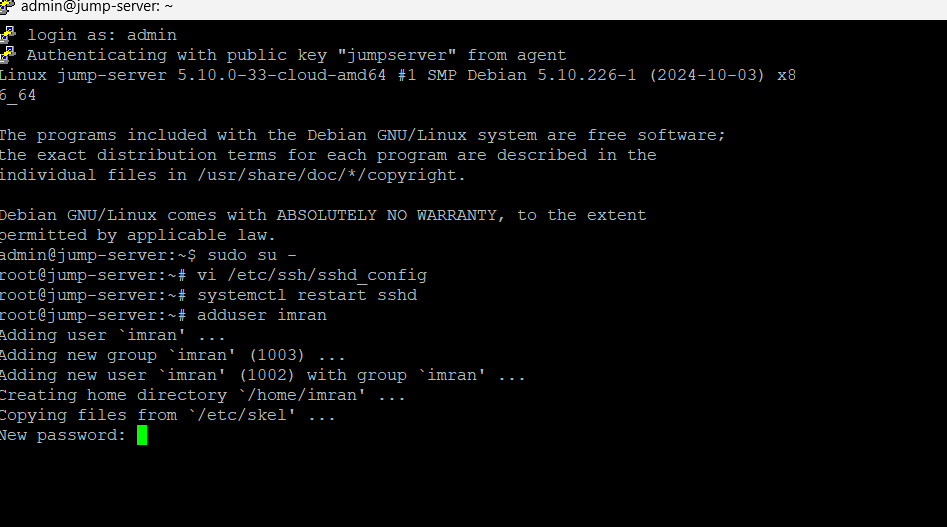 admin@jump-server: ~
login as: admin
Authenticating with public key "jumpserver" from agent
Linux jump-server 5.10.0-33-cloud-amd64 #1 SMP Debian 5.10.226-1 (2024-10-03) x8
6_64
The programs included with the Debian GNU/Linux system are free software;
the exact distribution terms for each program are described in the
individual files in /usr/share/doc/*/copyright.
Debian GNU/Linux comes with ABSOLUTELY NO WARRANTY, to the extent
permitted by applicable law.
admin@jump-server:~$ sudo su -
root@jump-server:~# vi /etc/ssh/sshd_config
root@jump-server:~# systemctl restart sshd
root@jump-server:~# adduser imran
Adding user `imran' ...
Adding new group `imran' (1003) ...
Adding new user `imran' (1002) with group `imran' ...
Creating home directory `/home/imran' ...
Copying files from `/etc/skel' ...
New password: